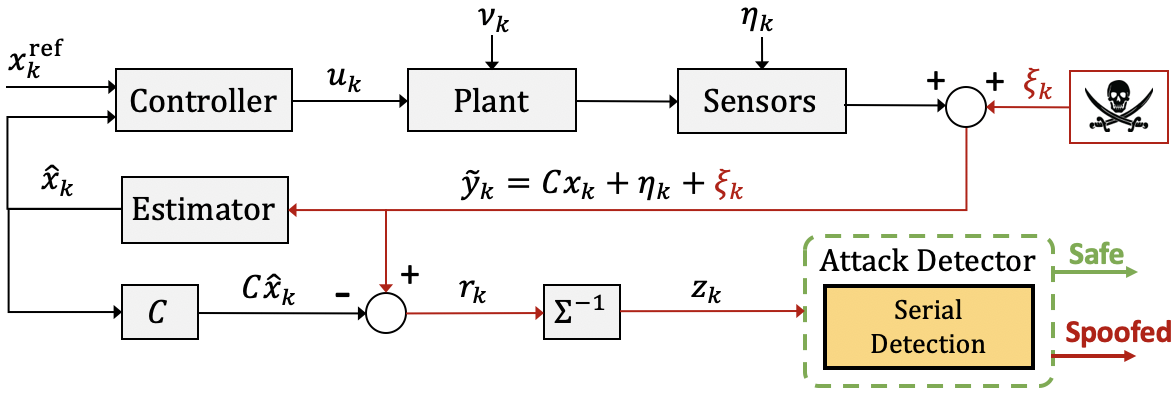 x_k^ref
Controller
u_k
Plant
ν_k
Sensors
η_k
+
+
ξ_k
x̂_k
Estimator
ỹ_k = Cx_k + η_k + ξ_k
C
Cx̂_k
-
+
r_k
Σ⁻¹
z_k
Attack Detector
Serial
Detection
Safe
Spoofed